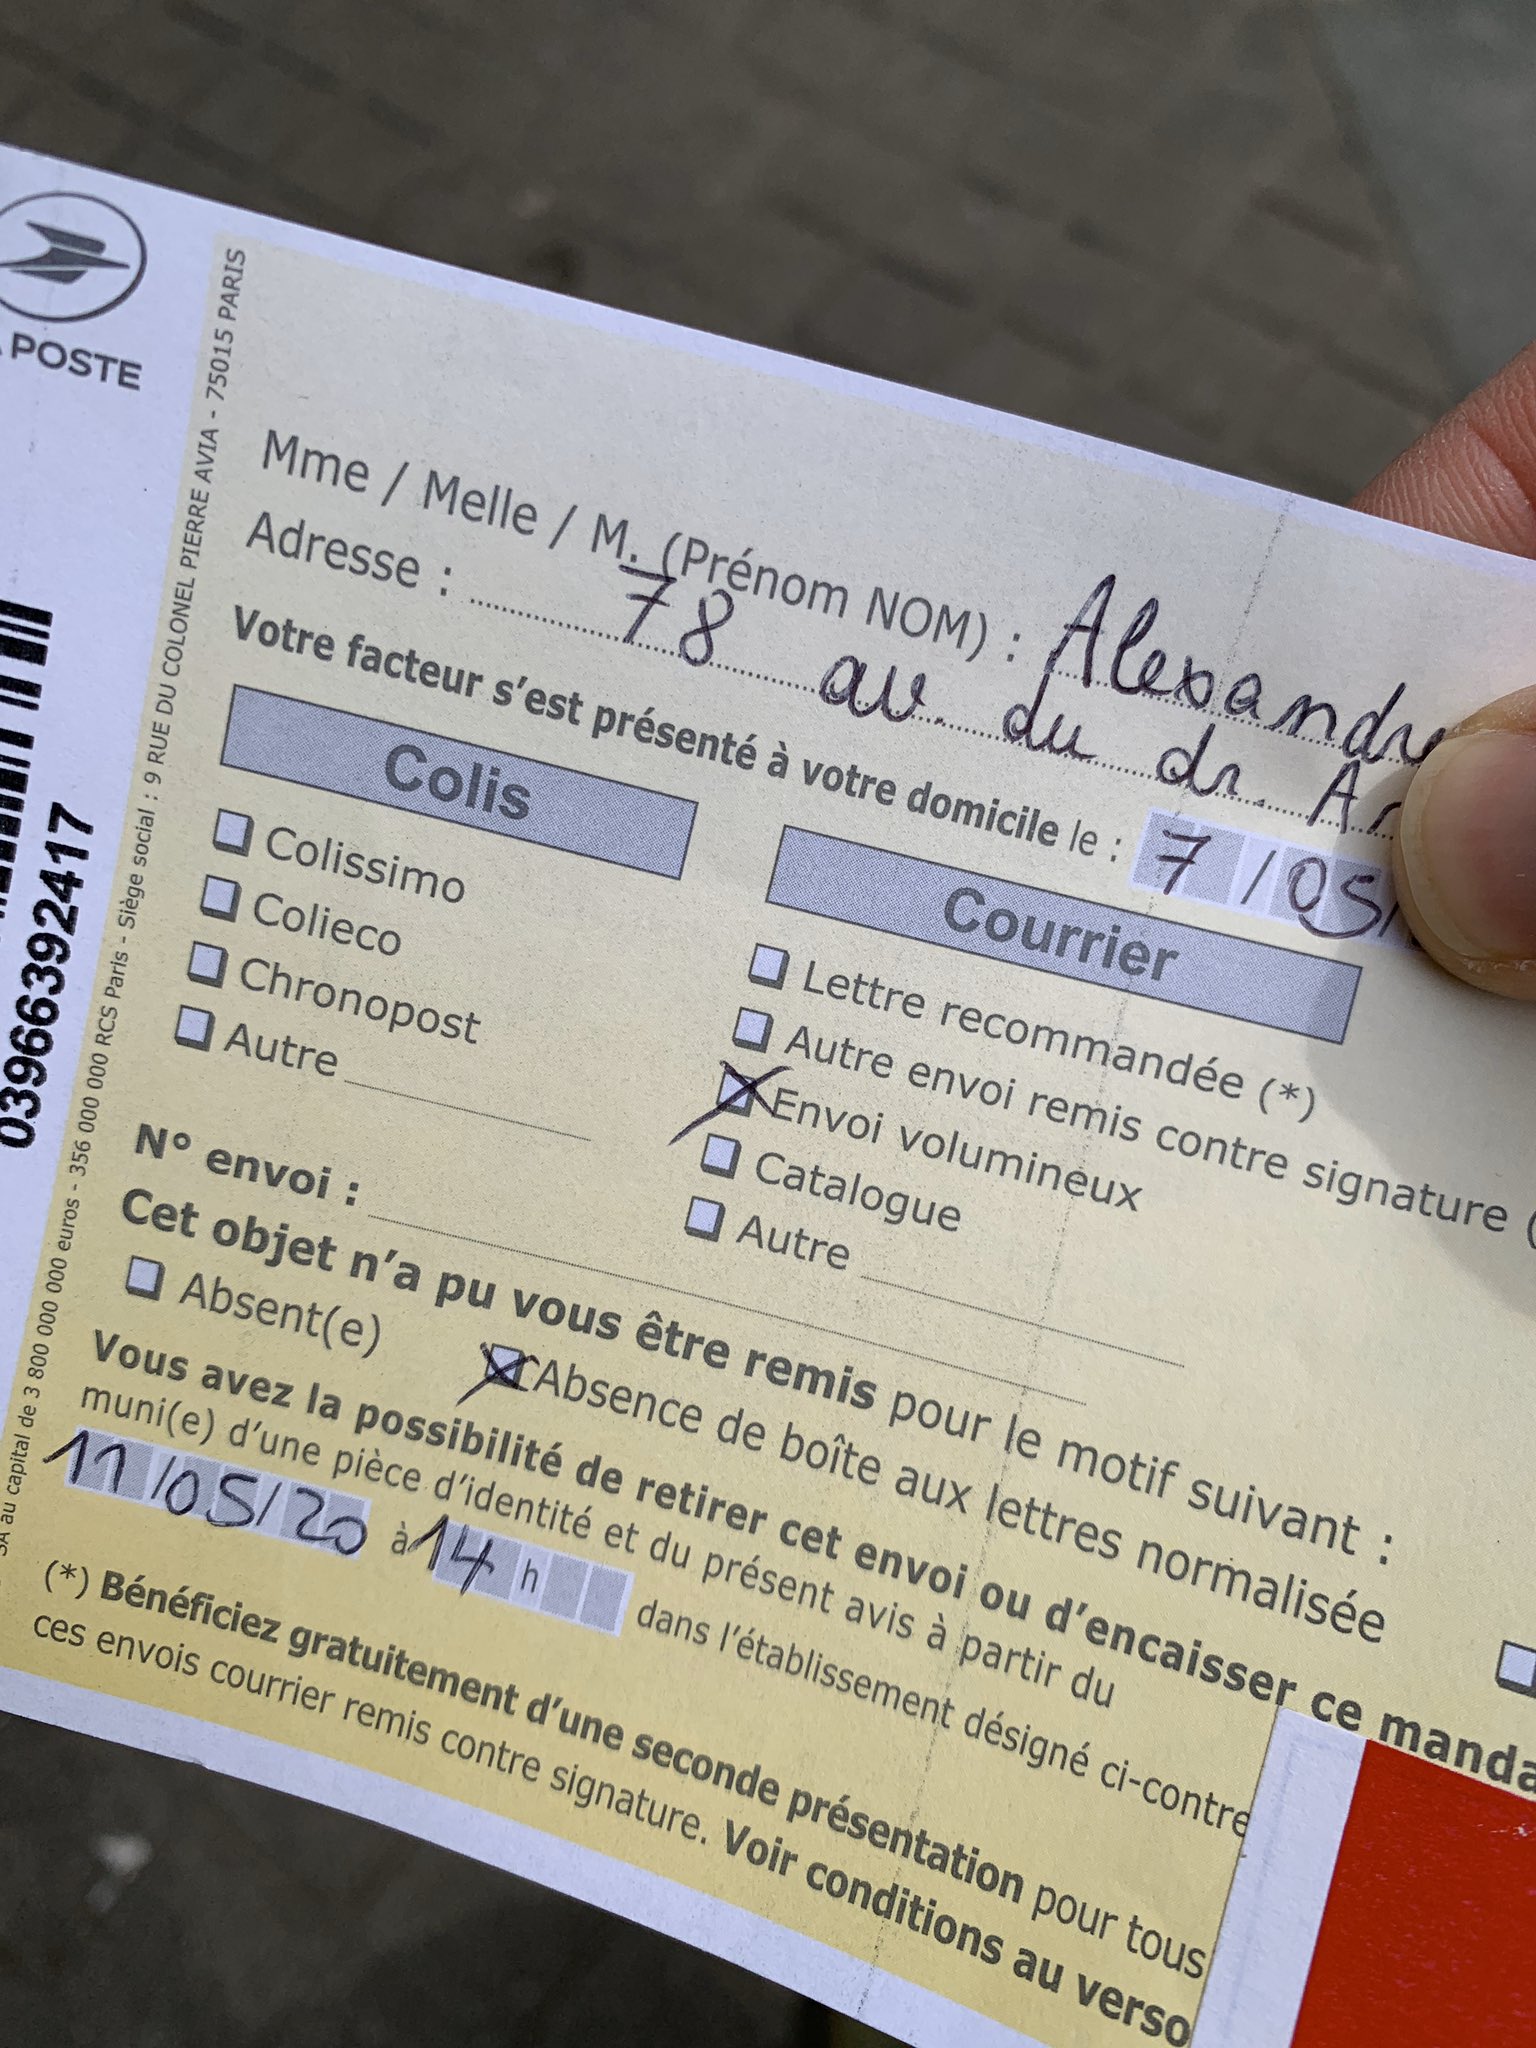 POSTE
SA au capital de 3 800 000 000 euros - 356 000 000 RCS Paris - Siège social : 9 RUE DU COLONEL PIERRE AVIA - 75015 PARIS
03966392417
Mme / Melle / M. (Prénom NOM) : Alexandre
Adresse : 78 av. du dr. Ar
Votre facteur s'est présenté à votre domicile le : 7/05/
Colis
Colissimo
Colieco
Chronopost
Autre
Courrier
Lettre recommandée (*)
Autre envoi remis contre signature (
Envoi volumineux
Catalogue
Autre
N° envoi :
Cet objet n'a pu vous être remis pour le motif suivant :
Absent(e)
Absence de boîte aux lettres normalisée
Vous avez la possibilité de retirer cet envoi ou d'encaisser ce manda
muni(e) d'une pièce d'identité et du présent avis à partir du
11/05/20 à 14 h dans l'établissement désigné ci-contre
(*) Bénéficiez gratuitement d'une seconde présentation pour tous
ces envois courrier remis contre signature. Voir conditions au verso